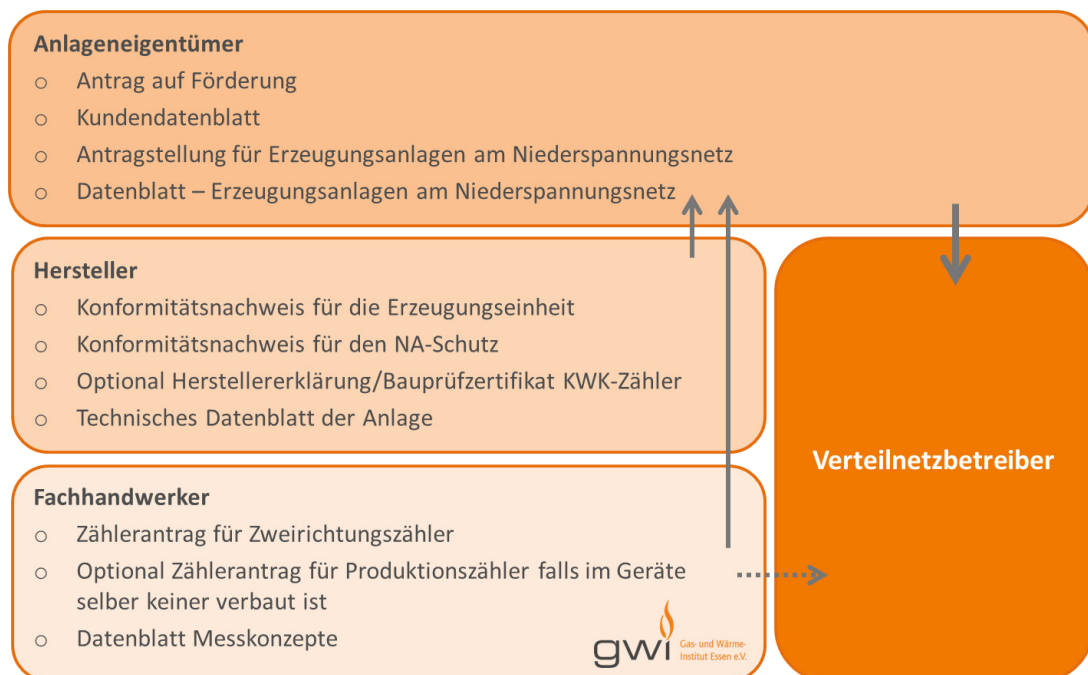 Anlageneigentümer
o Antrag auf Förderung
o Kundendatenblatt
o Antragstellung für Erzeugungsanlagen am Niederspannungsnetz
o Datenblatt – Erzeugungsanlagen am Niederspannungsnetz
Hersteller
o Konformitätsnachweis für die Erzeugungseinheit
o Konformitätsnachweis für den NA-Schutz
o Optional Herstellererklärung/Bauprüfzertifikat KWK-Zähler
o Technisches Datenblatt der Anlage
Verteilnetzbetreiber
Fachhandwerker
o Zählerantrag für Zweirichtungszähler
o Optional Zählerantrag für Produktionszähler falls im Geräte
selber keiner verbaut ist
o Datenblatt Messkonzepte
gwi
Gas- und Wärme-
Institut Essen e.V.